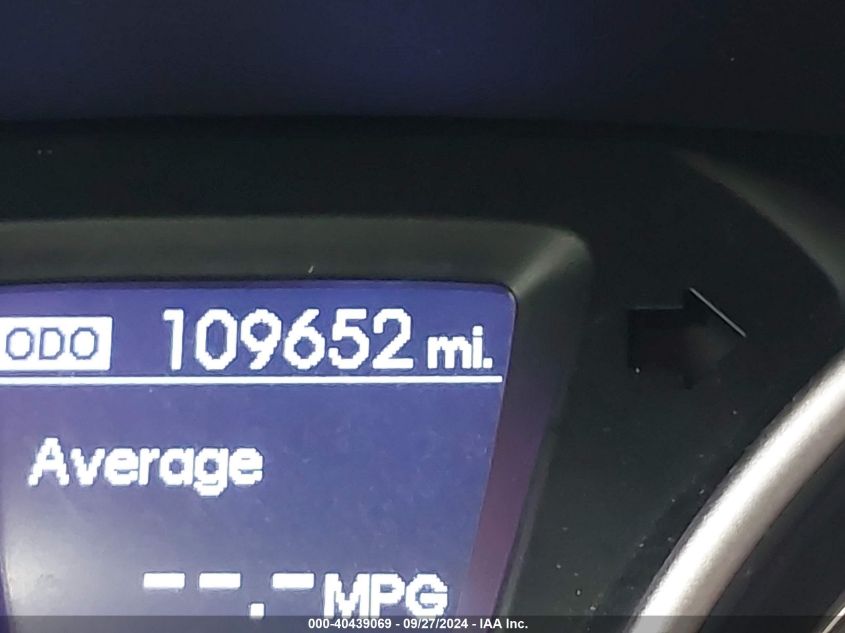 ODO 109652 mi.
Average
--.- MPG
000-40439069 - 09/27/2024 - IAA Inc.